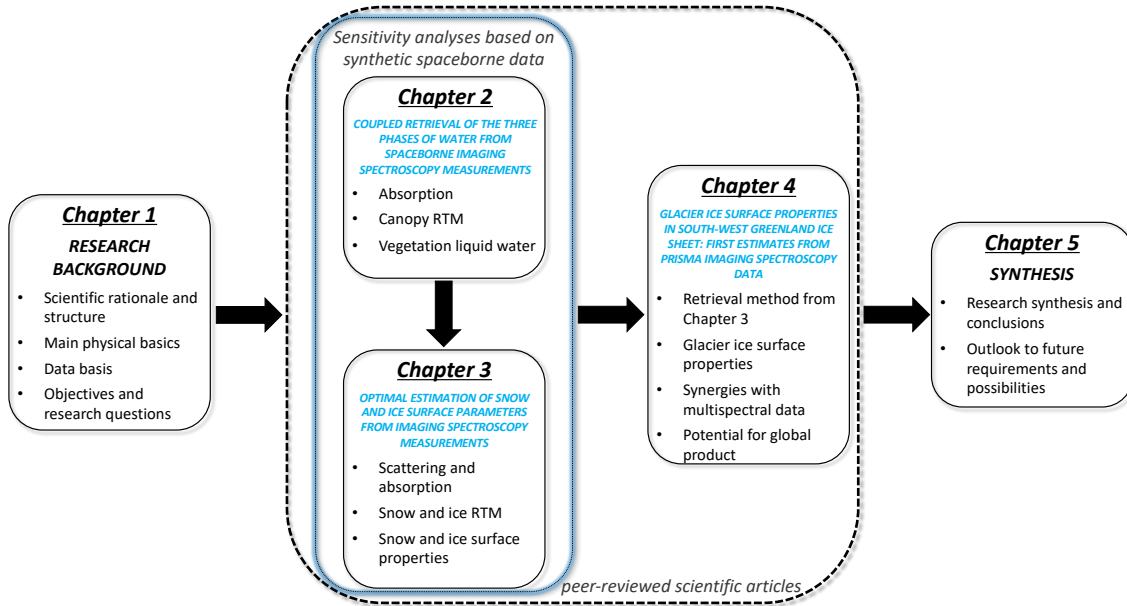 Sensitivity analyses based on
synthetic spaceborne data
Chapter 1
RESEARCH
BACKGROUND
• Scientific rationale and
structure
• Main physical basics
• Data basis
• Objectives and
research questions
Chapter 2
COUPLED RETRIEVAL OF THE THREE
PHASES OF WATER FROM
SPACEBORNE IMAGING
SPECTROSCOPY MEASUREMENTS
• Absorption
• Canopy RTM
• Vegetation liquid water
Chapter 3
OPTIMAL ESTIMATION OF SNOW
AND ICE SURFACE PARAMETERS
FROM IMAGING SPECTROSCOPY
MEASUREMENTS
• Scattering and
absorption
• Snow and ice RTM
• Snow and ice surface
properties
Chapter 4
GLACIER ICE SURFACE PROPERTIES
IN SOUTH-WEST GREENLAND ICE
SHEET: FIRST ESTIMATES FROM
PRISMA IMAGING SPECTROSCOPY
DATA
• Retrieval method from
Chapter 3
• Glacier ice surface
properties
• Synergies with
multispectral data
• Potential for global
product
Chapter 5
SYNTHESIS
• Research synthesis and
conclusions
• Outlook to future
requirements and
possibilities
peer-reviewed scientific articles